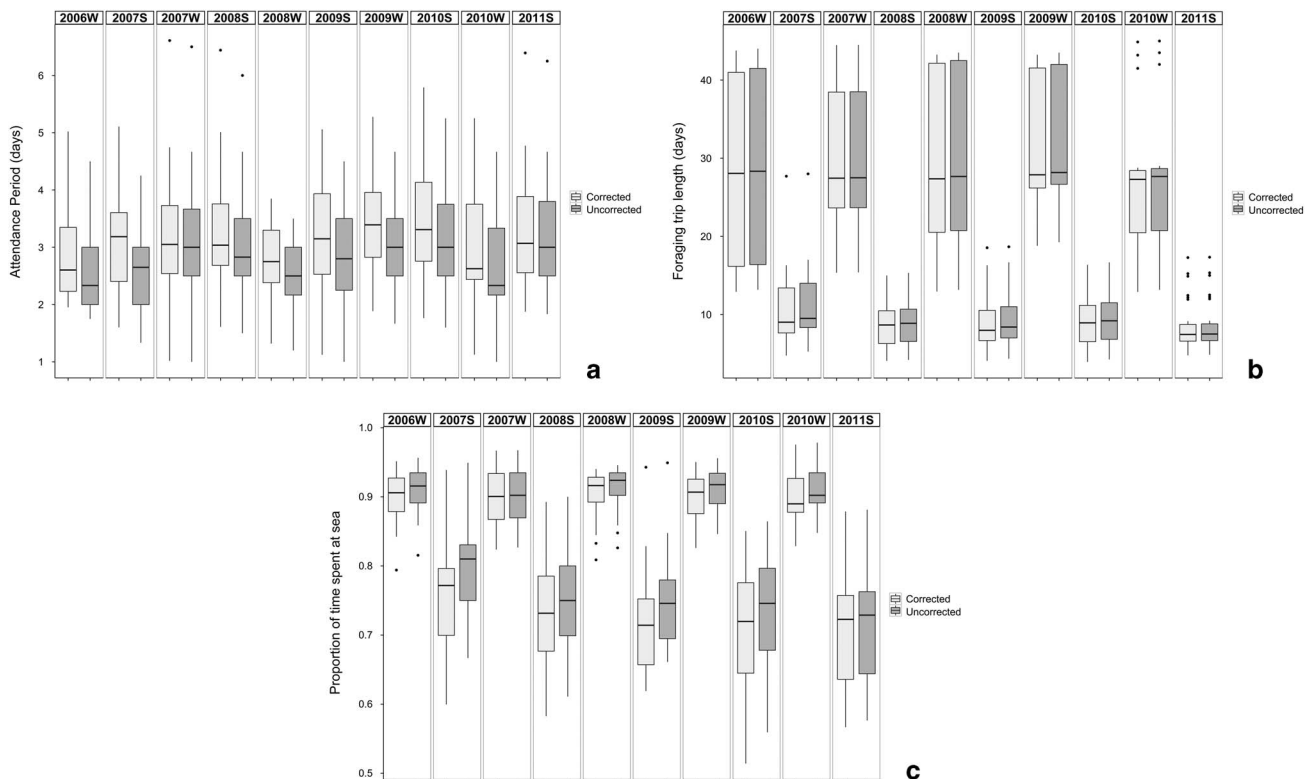 2006W 2007S 2007W 2008S 2008W 2009S 2009W 2010S 2010W 2011S
6
5
4
3
2
1
Attendance Period (days)
Corrected
Uncorrected
a
2006W 2007S 2007W 2008S 2008W 2009S 2009W 2010S 2010W 2011S
40
30
20
10
Foraging trip length (days)
Corrected
Uncorrected
b
2006W 2007S 2007W 2008S 2008W 2009S 2009W 2010S 2010W 2011S
1.0
0.9
0.8
0.7
0.6
0.5
Proportion of time spent at sea
Corrected
Uncorrected
c